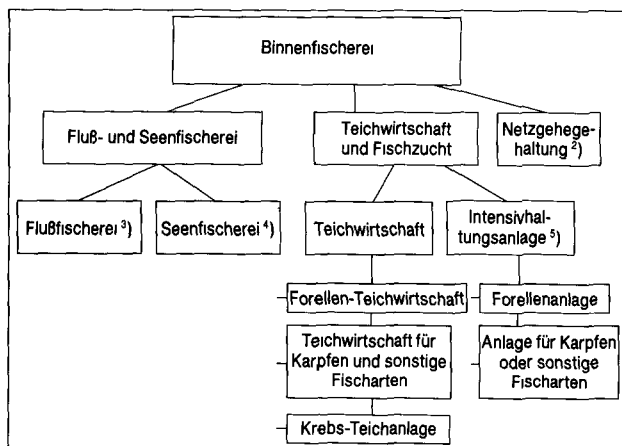 Binnenfischerei
Fluß- und Seenfischerei
Teichwirtschaft
und Fischzucht
Netzgehege-
haltung ²)
Flußfischerei ³)
Seenfischerei ⁴)
Teichwirtschaft
Intensivhal-
tungsanlage ⁵)
Forellen-Teichwirtschaft
Teichwirtschaft für
Karpfen und sonstige
Fischarten
Krebs-Teichanlage
Forellenanlage
Anlage für Karpfen
oder sonstige
Fischarten